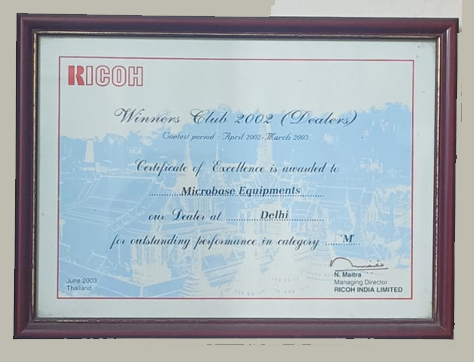 RICOH
Winners Club 2002 (Dealers)
Contest period : April 2002-March 2003
Certificate of Excellence is awarded to
Microbase Equipments
our Dealer at Delhi
for outstanding performance in category 'M'
N. Maitra
June 2003
Managing Director
Thailand
RICOH INDIA LIMITED